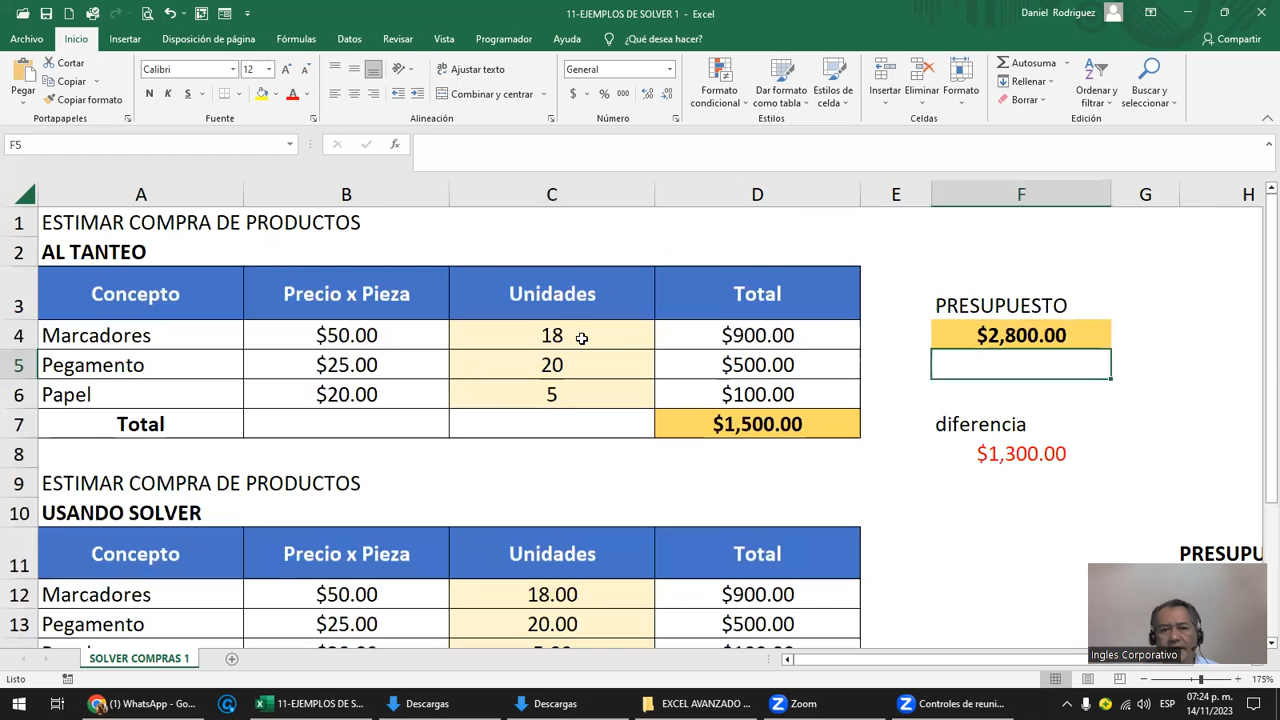 11-EJEMPLOS DE SOLVER 1 - Excel
Daniel Rodriguez
Archivo Inicio Insertar Disposición de página Fórmulas Datos Revisar Vista Programador Ayuda ¿Qué desea hacer? Compartir
Pegar
Cortar
Copiar
Copiar formato
Calibri 12
N K S
Ajustar texto
Combinar y centrar
General
$ % 000
Formato condicional
Dar formato como tabla
Estilos de celda
Insertar Eliminar Formato
Autosuma
Rellenar
Borrar
Ordenar y filtrar
Buscar y seleccionar
Portapapeles Fuente Alineación Número Estilos Celdas Edición
F5 fx
A B C D E F G H
1 ESTIMAR COMPRA DE PRODUCTOS
2 AL TANTEO
3 Concepto Precio x Pieza Unidades Total PRESUPUESTO
4 Marcadores $50.00 18 $900.00 $2,800.00
5 Pegamento $25.00 20 $500.00
6 Papel $20.00 5 $100.00
7 Total $1,500.00 diferencia
8 $1,300.00
9 ESTIMAR COMPRA DE PRODUCTOS
10 USANDO SOLVER
11 Concepto Precio x Pieza Unidades Total PRESUPU
12 Marcadores $50.00 18.00 $900.00
13 Pegamento $25.00 20.00 $500.00
Ingles Corporativo
SOLVER COMPRAS 1
Listo
175%
(1) WhatsApp - Go...
11-EJEMPLOS DE S...
Descargas
Descargas
EXCEL AVANZADO ...
Zoom
Controles de reuni...
ESP
07:24 p. m.
14/11/2023